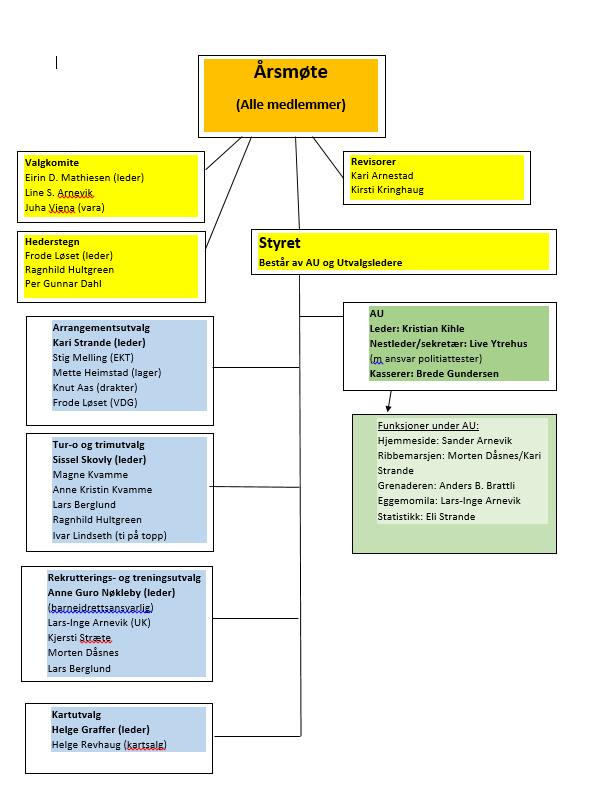 Årsmøte
(Alle medlemmer)
Valgkomite
Eirin D. Mathiesen (leder)
Line S. Arnevik
Juha Viena (vara)
Revisorer
Kari Arnestad
Kirsti Kringhaug
Hederstegn
Frode Løset (leder)
Ragnhild Hultgreen
Per Gunnar Dahl
Styret
Består av AU og Utvalgsledere
AU
Leder: Kristian Kihle
Nestleder/sekretær: Live Ytrehus
(m ansvar politiattester)
Kasserer: Brede Gundersen
Arrangementsutvalg
Kari Strande (leder)
Stig Melling (EKT)
Mette Heimstad (lager)
Knut Aas (drakter)
Frode Løset (VDG)
Funksjoner under AU:
Hjemmeside: Sander Arnevik
Ribbemarsjen: Morten Dåsnes/Kari
Strande
Grenaderen: Anders B. Brattli
Eggemomila: Lars-Inge Arnevik
Statistikk: Eli Strande
Tur-o og trimutvalg
Sissel Skovly (leder)
Magne Kvamme
Anne Kristin Kvamme
Lars Berglund
Ragnhild Hultgreen
Ivar Lindseth (ti på topp)
Rekrutterings- og treningsutvalg
Anne Guro Nøkleby (leder)
(barneidrettsansvarlig)
Lars-Inge Arnevik (UK)
Kjersti Stræte
Morten Dåsnes
Lars Berglund
Kartutvalg
Helge Graffer (leder)
Helge Revhaug (kartsalg)